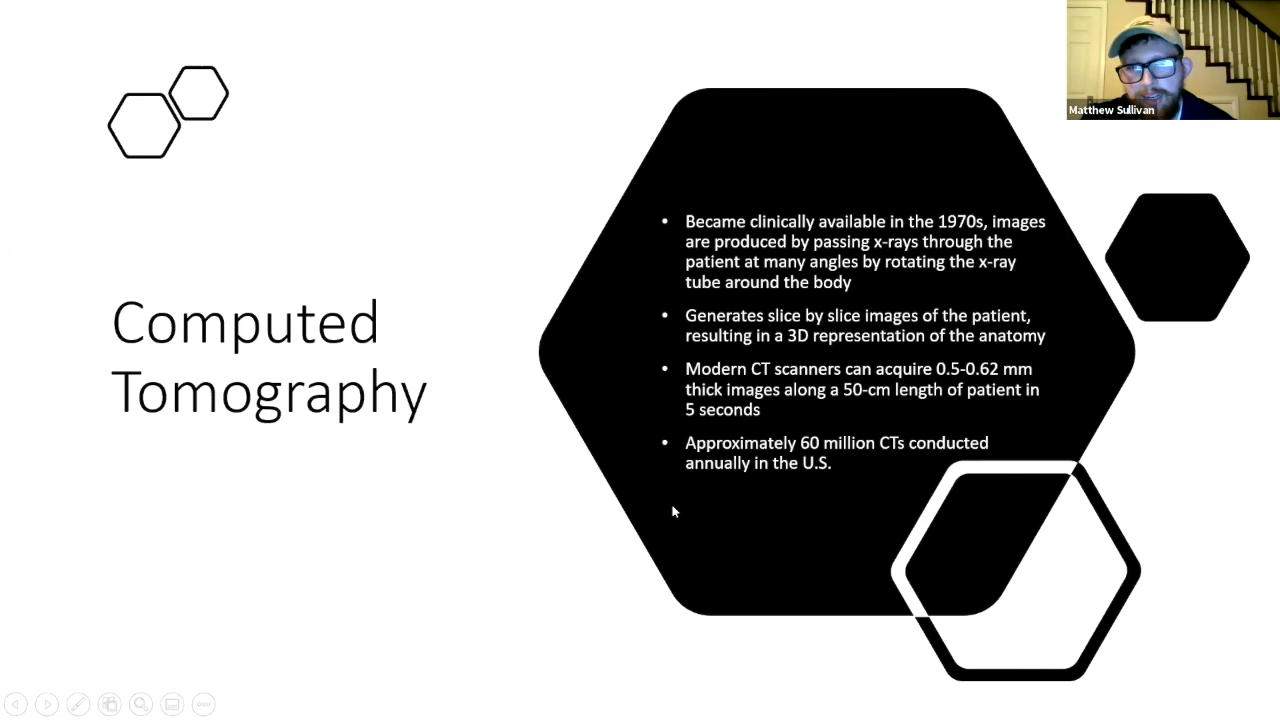 Matthew Sullivan
Computed
Tomography
• Became clinically available in the 1970s, images
are produced by passing x-rays through the
patient at many angles by rotating the x-ray
tube around the body
• Generates slice by slice images of the patient,
resulting in a 3D representation of the anatomy
• Modern CT scanners can acquire 0.5-0.62 mm
thick images along a 50-cm length of patient in
5 seconds
• Approximately 60 million CTs conducted
annually in the U.S.